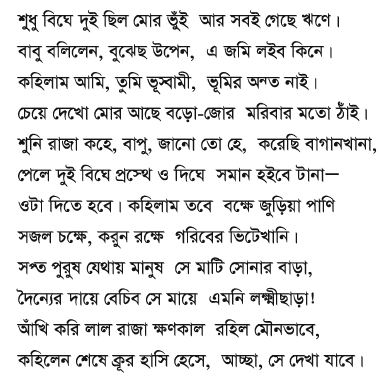 শুধু বিঘে দুই ছিল মোর ভুঁই আর সবই গেছে ঋণে।
বাবু বলিলেন, বুঝেছ উপেন, এ জমি লইব কিনে।
কহিলাম আমি, তুমি ভূস্বামী, ভূমির অন্ত নাই।
চেয়ে দেখো মোর আছে বড়ো-জোর মরিবার মতো ঠাঁই।
শুনি রাজা কহে, বাপু, জানো তো হে, করেছি বাগানখানা,
পেলে দুই বিঘে প্রস্থে ও দিঘে সমান হইবে টানা—
ওটা দিতে হবে। কহিলাম তবে বক্ষে জুড়িয়া পাণি
সজল চক্ষে, করুন রক্ষে গরিবের ভিটেখানি।
সপ্ত পুরুষ যেথায় মানুষ সে মাটি সোনার বাড়া,
দৈন্যের দায়ে বেচিব সে মায়ে এমনি লক্ষ্মীছাড়া!
আঁখি করি লাল রাজা ক্ষণকাল রহিল মৌনভাবে,
কহিলেন শেষে ক্রূর হাসি হেসে, আচ্ছা, সে দেখা যাবে।